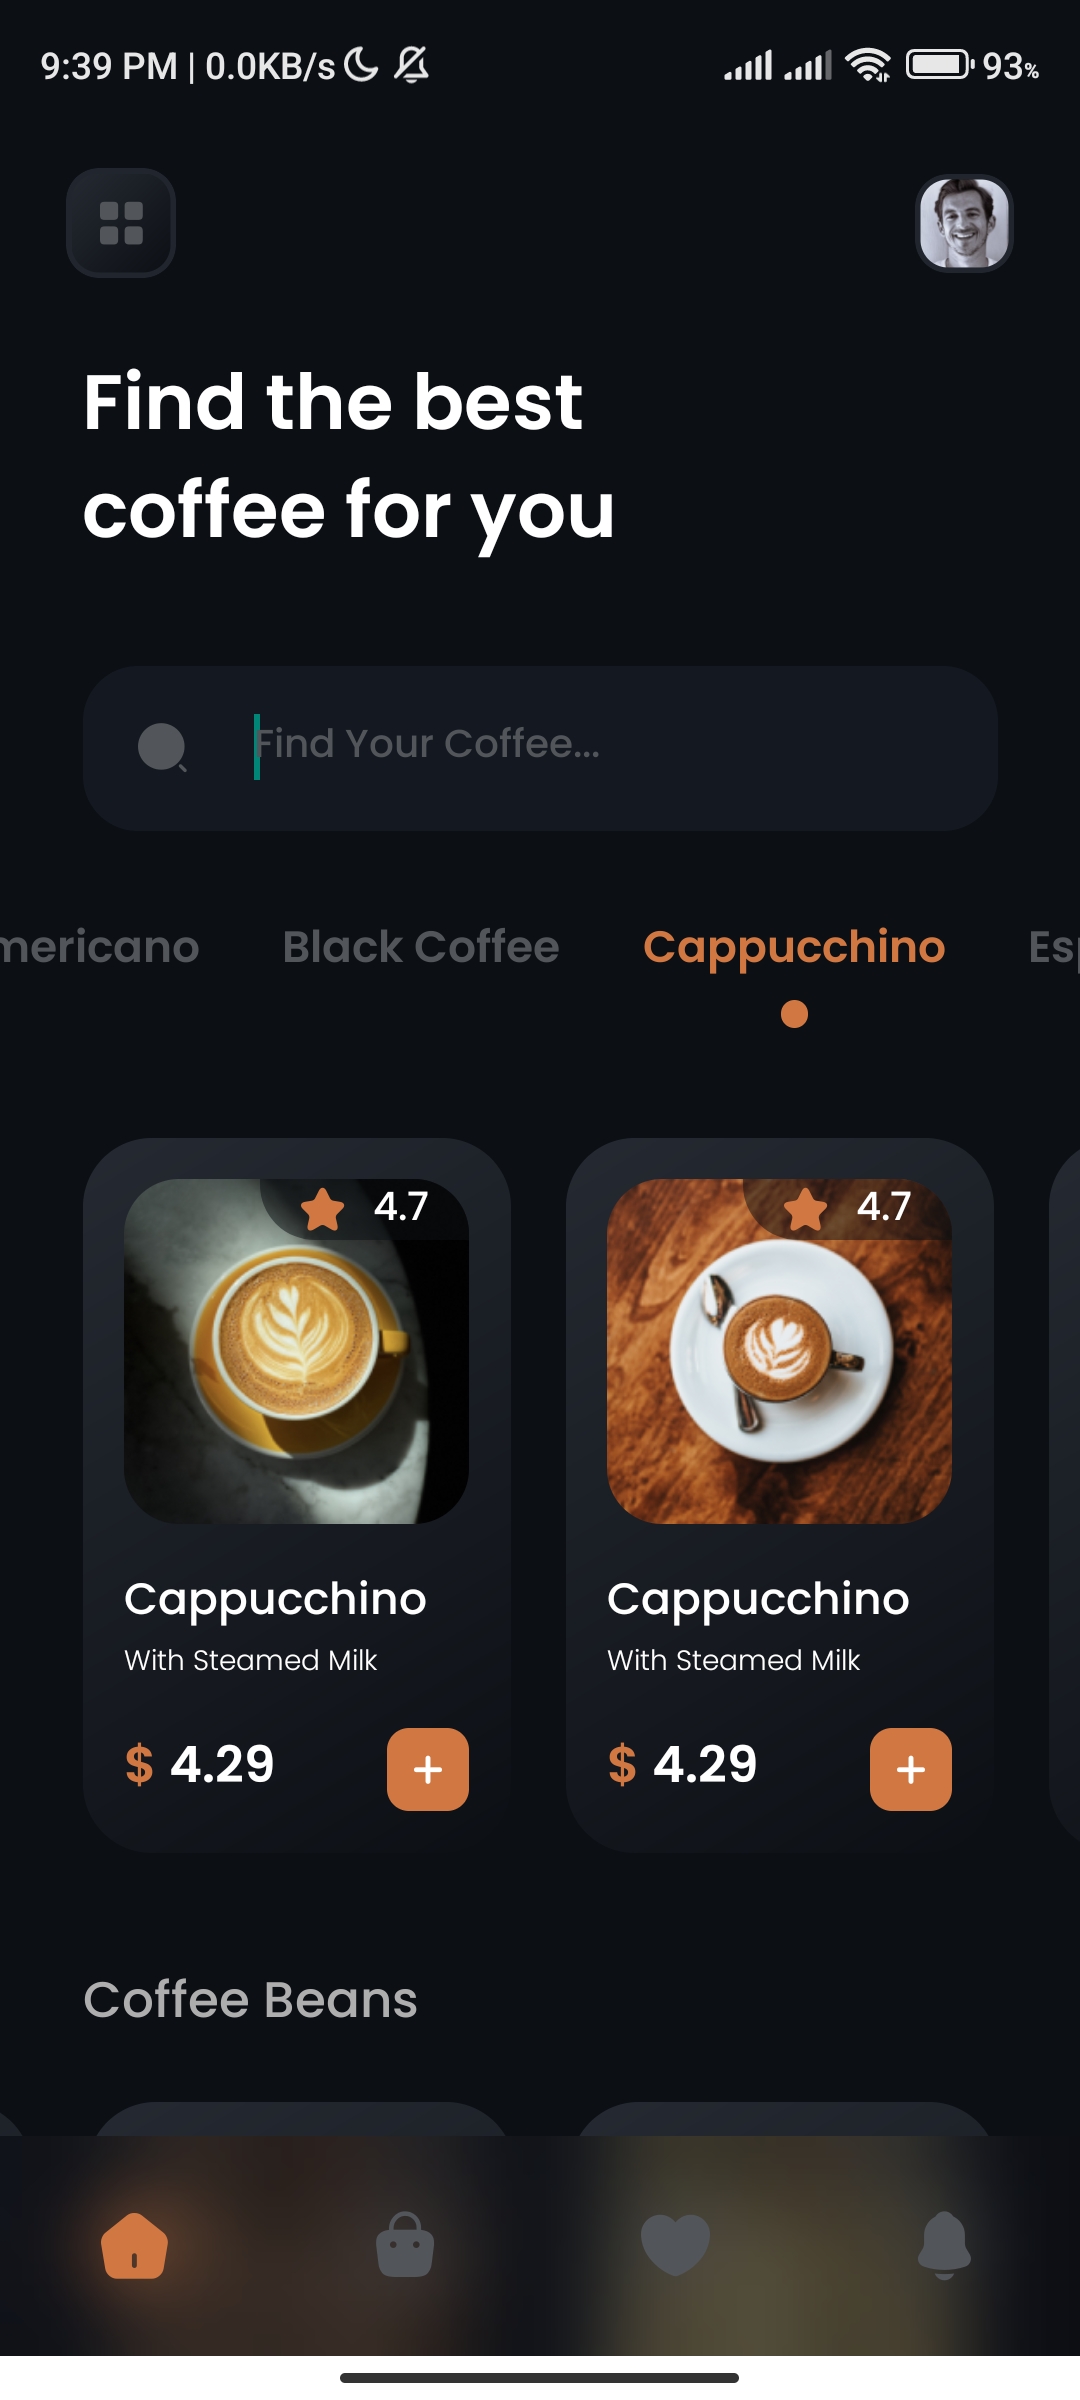 9:39 PM | 0.0KB/s 93%
Find the best
coffee for you
Find Your Coffee...
mericano Black Coffee Cappucchino Es
4.7 4.7
Cappucchino Cappucchino
With Steamed Milk With Steamed Milk
$ 4.29 + $ 4.29 +
Coffee Beans